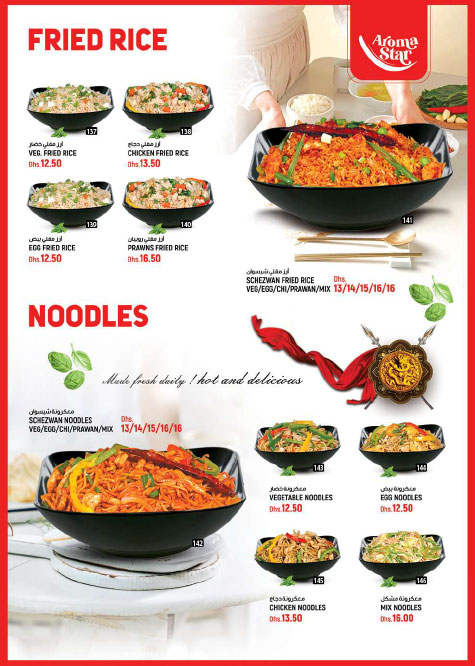 FRIED RICE
Aroma
Star
137
138
أرز مقلي خضار
VEG. FRIED RICE
Dhs.12.50
أرز مقلي دجاج
CHICKEN FRIED RICE
Dhs.13.50
139
140
أرز مقلي بيض
EGG FRIED RICE
Dhs.12.50
أرز مقلي روبيان
PRAWNS FRIED RICE
Dhs.16.50
141
أرز مقلي شيسوان
SCHEZWAN FRIED RICE
VEG/EGG/CHI/PRAWAN/MIX
Dhs.
13/14/15/16/16
NOODLES
Made fresh daily ! hot and delicious
معكرونة شيسوان
SCHEZWAN NOODLES
VEG/EGG/CHI/PRAWAN/MIX
Dhs.
13/14/15/16/16
142
143
144
معكرونة خضار
VEGETABLE NOODLES
Dhs.12.50
معكرونة بيض
EGG NOODLES
Dhs.12.50
145
146
معكرونة دجاج
CHICKEN NOODLES
Dhs.13.50
معكرونة مشكل
MIX NOODLES
Dhs.16.00